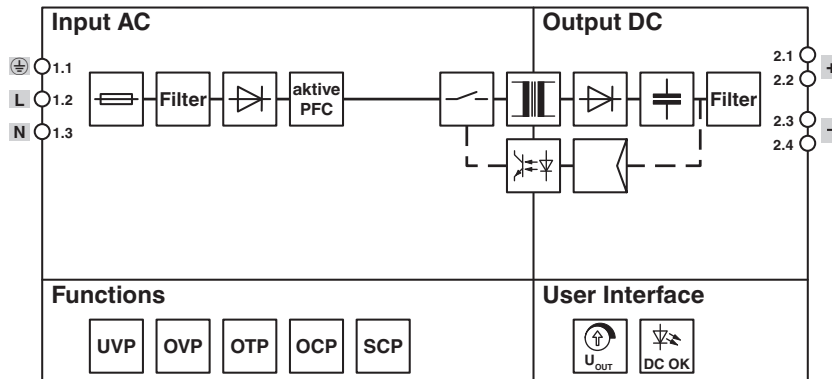 Input AC
Output DC
1.1
L 1.2
N 1.3
Filter
aktive
PFC
Filter
2.1
2.2
+
2.3
2.4
–
Functions
User Interface
UVP
OVP
OTP
OCP
SCP
UOUT
DC OK